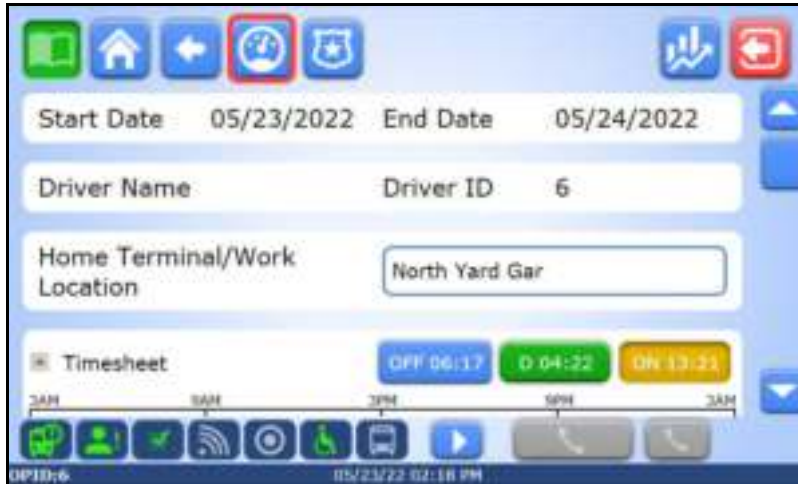 Start Date 05/23/2022 End Date 05/24/2022
Driver Name Driver ID 6
Home Terminal/Work
Location
North Yard Gar
Timesheet OFF 06:17 D 04:22 ON 13:21
3AM 9AM 3PM 9PM 3AM
OPID:6 05/23/22 02:18 PM